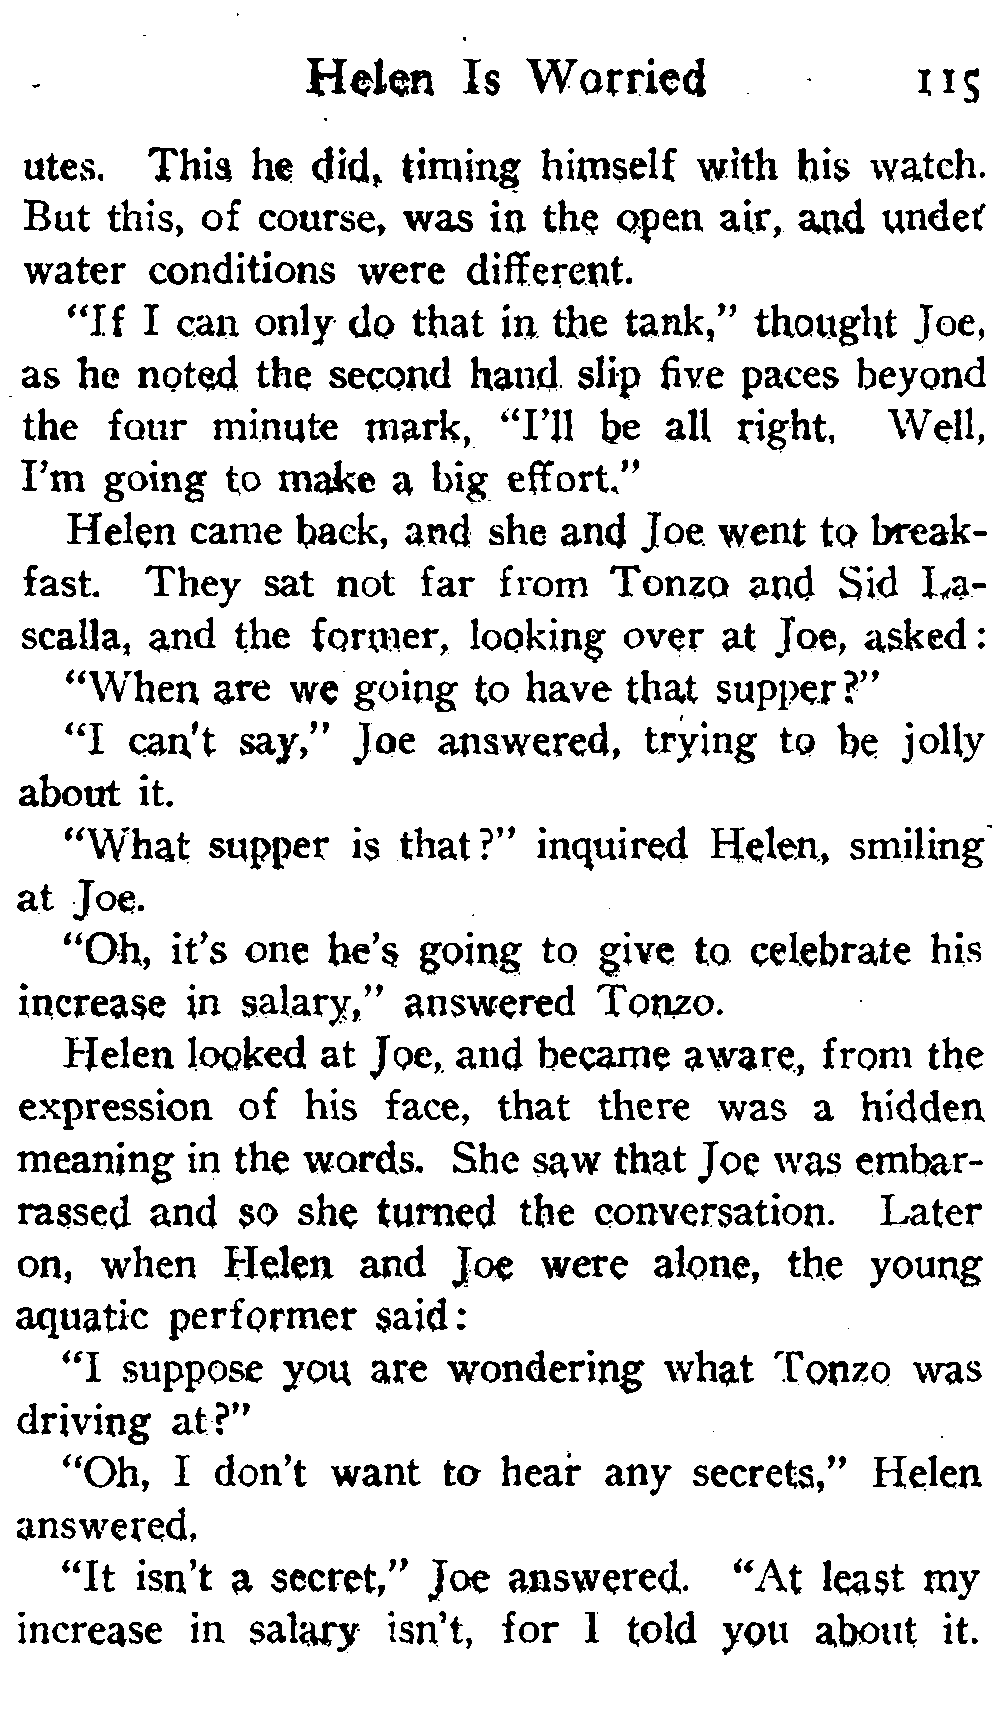 Helen Is Worried 115
utes. This he did, timing himself with his watch.
But this, of course, was in the open air, and under
water conditions were different.
"If I can only do that in the tank," thought Joe,
as he noted the second hand slip five paces beyond
the four minute mark, "I'll be all right. Well,
I'm going to make a big effort."
Helen came back, and she and Joe went to break-
fast. They sat not far from Tonzo and Sid La-
scalla, and the former, looking over at Joe, asked:
"When are we going to have that supper?"
"I can't say," Joe answered, trying to be jolly
about it.
"What supper is that?" inquired Helen, smiling
at Joe.
"Oh, it's one he's going to give to celebrate his
increase in salary," answered Tonzo.
Helen looked at Joe, and became aware, from the
expression of his face, that there was a hidden
meaning in the words. She saw that Joe was embar-
rassed and so she turned the conversation. Later
on, when Helen and Joe were alone, the young
aquatic performer said:
"I suppose you are wondering what Tonzo was
driving at?"
"Oh, I don't want to hear any secrets," Helen
answered.
"It isn't a secret," Joe answered. "At least my
increase in salary isn't, for I told you about it.